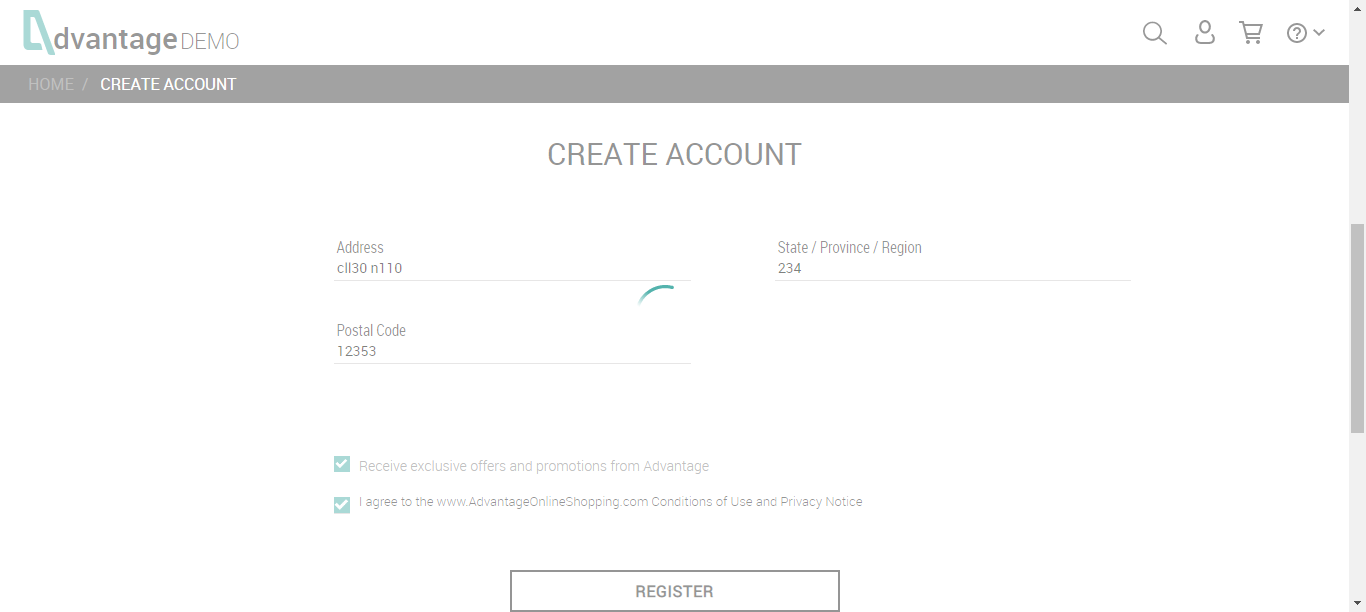 dvantage DEMO
HOME / CREATE ACCOUNT
CREATE ACCOUNT
Address
cll30 n110
State / Province / Region
234
Postal Code
12353
Receive exclusive offers and promotions from Advantage
I agree to the www.AdvantageOnlineShopping.com Conditions of Use and Privacy Notice
REGISTER